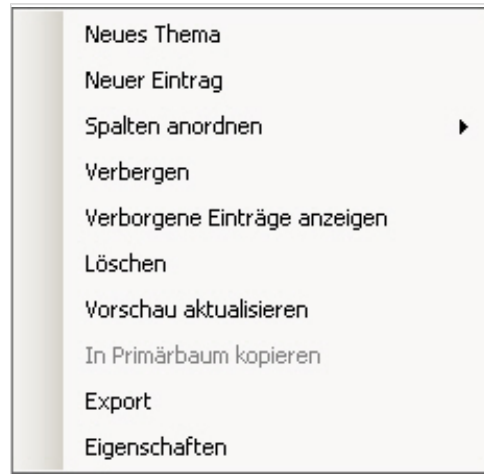 Neues Thema
Neuer Eintrag
Spalten anordnen
Verbergen
Verborgene Einträge anzeigen
Löschen
Vorschau aktualisieren
In Primärbaum kopieren
Export
Eigenschaften